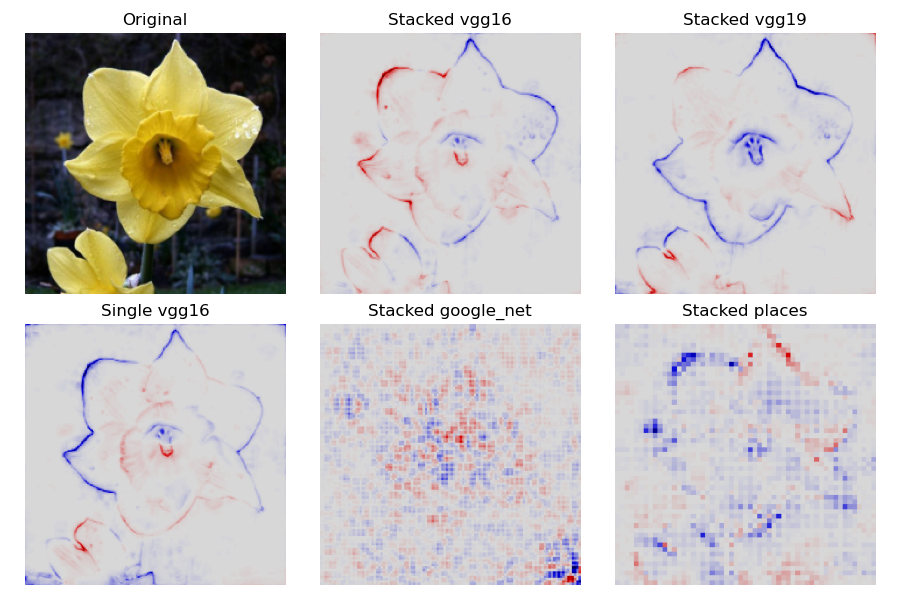 Original
Stacked vgg16
Stacked vgg19
Single vgg16
Stacked google_net
Stacked places